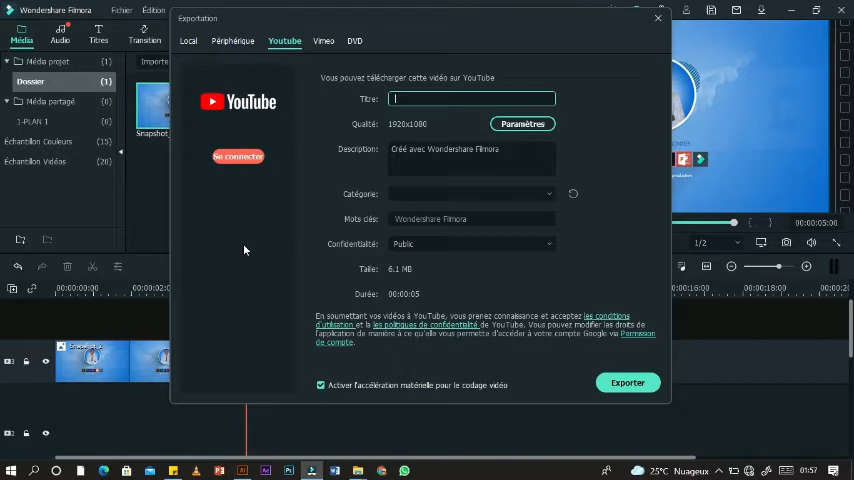 Wondershare Filmora
Fichier
Édition
Exportation
Média
Audio
Titres
Transition
Local
Périphérique
Youtube
Vimeo
DVD
Média projet (1)
Dossier (1)
Média partagé (0)
1-PLAN 1 (0)
Échantillon Couleurs (15)
Échantillon Vidéos (20)
Importe
YouTube
Se connecter
Vous pouvez télécharger cette vidéo sur YouTube
Titre:
Qualité: 1920x1080 Paramètres
Description: Créé avec Wondershare Filmora
Catégorie:
Mots clés: Wondershare Filmora
Confidentialité: Public
Taille: 6.1 MB
Durée: 00:00:05
En soumettant vos vidéos à YouTube, vous prenez connaissance et acceptez les conditions
d'utilisation et la les politiques de confidentialité de YouTube. Vous pouvez modifier les droits de
l'application de manière à ce qu'elle vous permette d'accéder à votre compte Google via Permission
de compte.
Activer l'accélération matérielle pour le codage vidéo
Exporter
00:00:05:00
1/2
00:00:00:00
00:00:02:0
00:00:16:00
00:00:18:0
25°C Nuageux
01:57